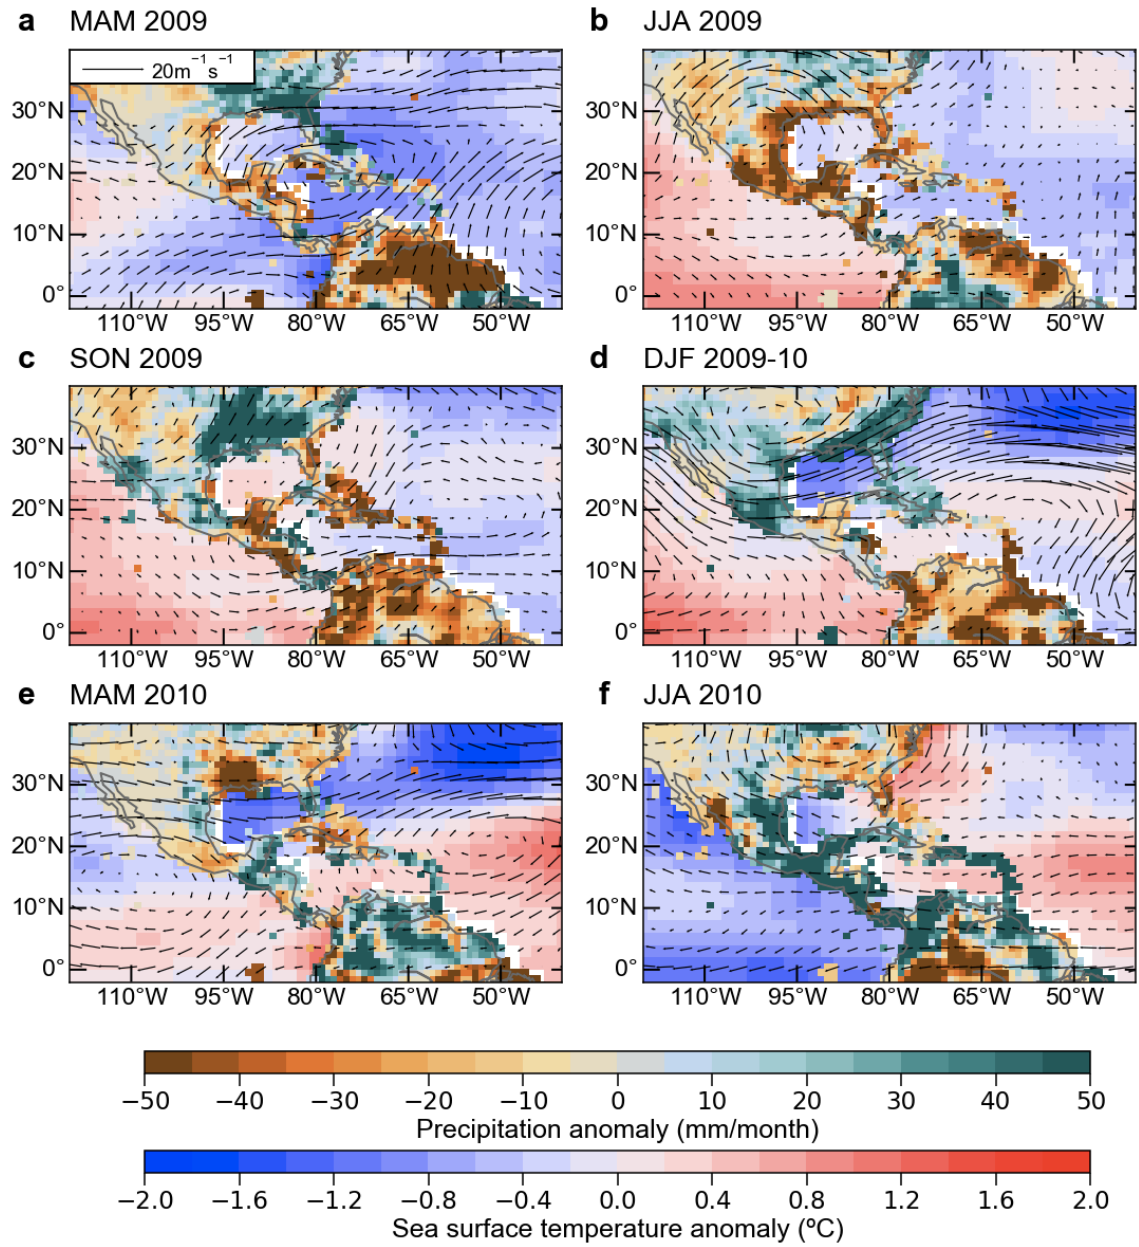 a MAM 2009
b JJA 2009
20m⁻¹ s⁻¹
30°N
20°N
10°N
0°
110°W 95°W 80°W 65°W 50°W
30°N
20°N
10°N
0°
110°W 95°W 80°W 65°W 50°W
c SON 2009
d DJF 2009-10
30°N
20°N
10°N
0°
110°W 95°W 80°W 65°W 50°W
30°N
20°N
10°N
0°
110°W 95°W 80°W 65°W 50°W
e MAM 2010
f JJA 2010
30°N
20°N
10°N
0°
110°W 95°W 80°W 65°W 50°W
30°N
20°N
10°N
0°
110°W 95°W 80°W 65°W 50°W
−50 −40 −30 −20 −10 0 10 20 30 40 50
Precipitation anomaly (mm/month)
−2.0 −1.6 −1.2 −0.8 −0.4 0.0 0.4 0.8 1.2 1.6 2.0
Sea surface temperature anomaly (ºC)